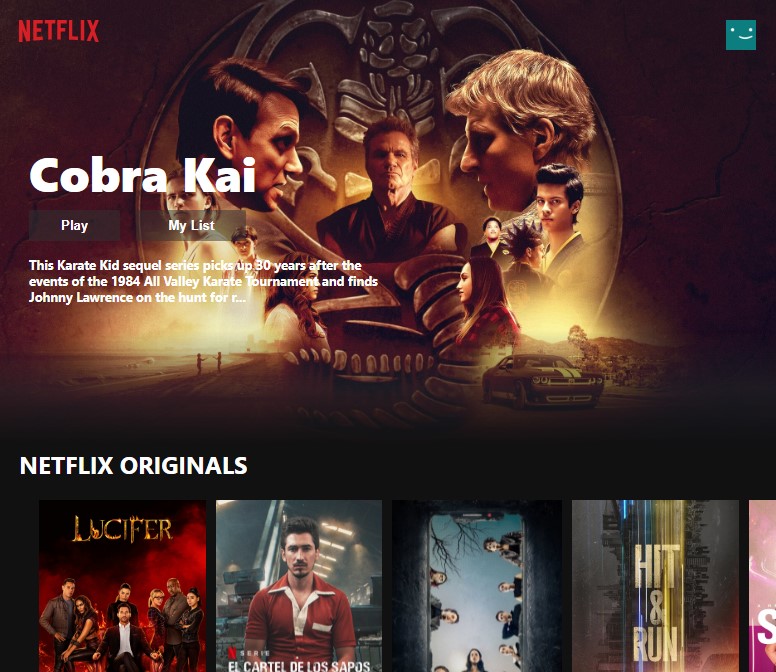 NETFLIX
Cobra Kai
Play
My List
This Karate Kid sequel series picks up 30 years after the
events of the 1984 All Valley Karate Tournament and finds
Johnny Lawrence on the hunt for r...
NETFLIX ORIGINALS
LUCIFER
N SERIE
EL CARTEL DE LOS SAPOS
HIT
&
RUN
S